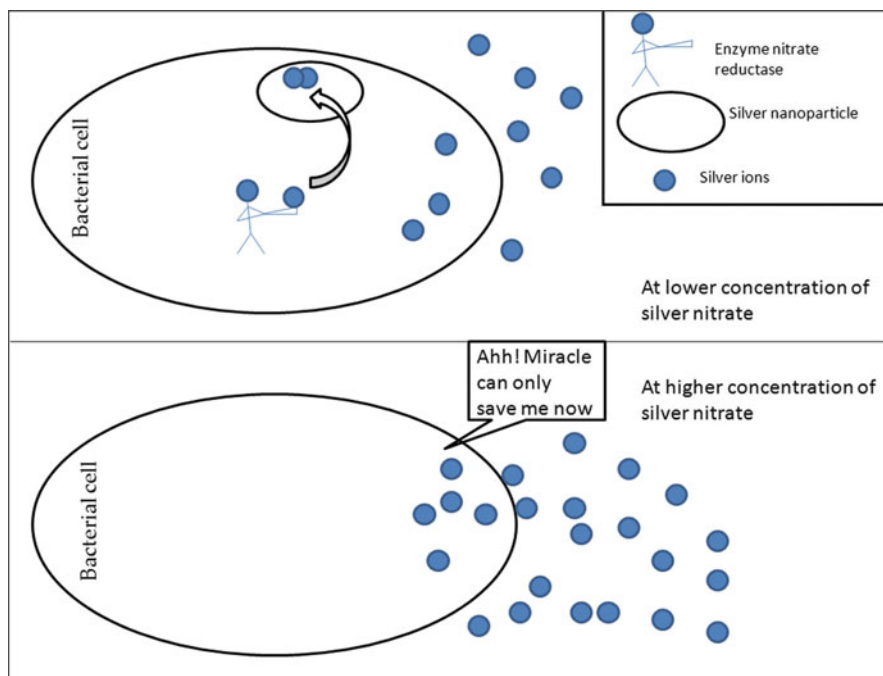 Bacterial cell
Enzyme nitrate
reductase
Silver nanoparticle
Silver ions
At lower concentration of
silver nitrate
Ahh! Miracle
can only
save me now
At higher concentration of
silver nitrate
Bacterial cell